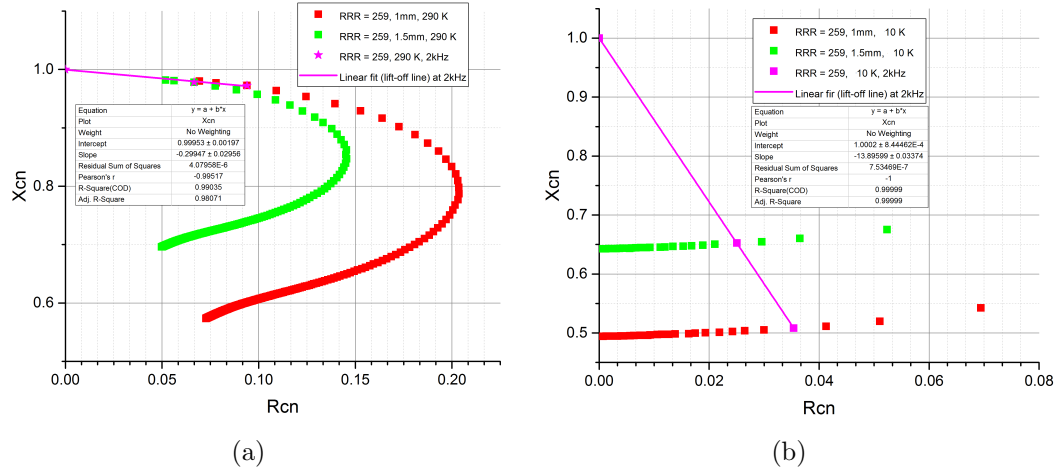 RRR = 259, 1mm, 290 K
RRR = 259, 1.5mm, 290 K
RRR = 259, 290 K, 2kHz
Linear fit (lift-off line) at 2kHz
Equation y = a + b*x
Plot Xcn
Weight No Weighting
Intercept 0.99953 ± 0.00197
Slope -0.29947 ± 0.02956
Residual Sum of Squares 4.07958E-6
Pearson's r -0.99517
R-Square(COD) 0.99035
Adj. R-Square 0.98071
Xcn
1.0
0.8
0.6
0.00 0.05 0.10 0.15 0.20
Rcn
(a)
RRR = 259, 1mm, 10 K
RRR = 259, 1.5mm, 10 K
RRR = 259, 10 K, 2kHz
Linear fir (lift-off line) at 2kHz
Equation y = a + b*x
Plot Xcn
Weight No Weighting
Intercept 1.0002 ± 8.44462E-4
Slope -13.89599 ± 0.03374
Residual Sum of Squares 7.53469E-7
Pearson's r -1
R-Square(COD) 0.99999
Adj. R-Square 0.99999
Xcn
1.0
0.9
0.8
0.7
0.6
0.5
0.00 0.02 0.04 0.06 0.08
Rcn
(b)